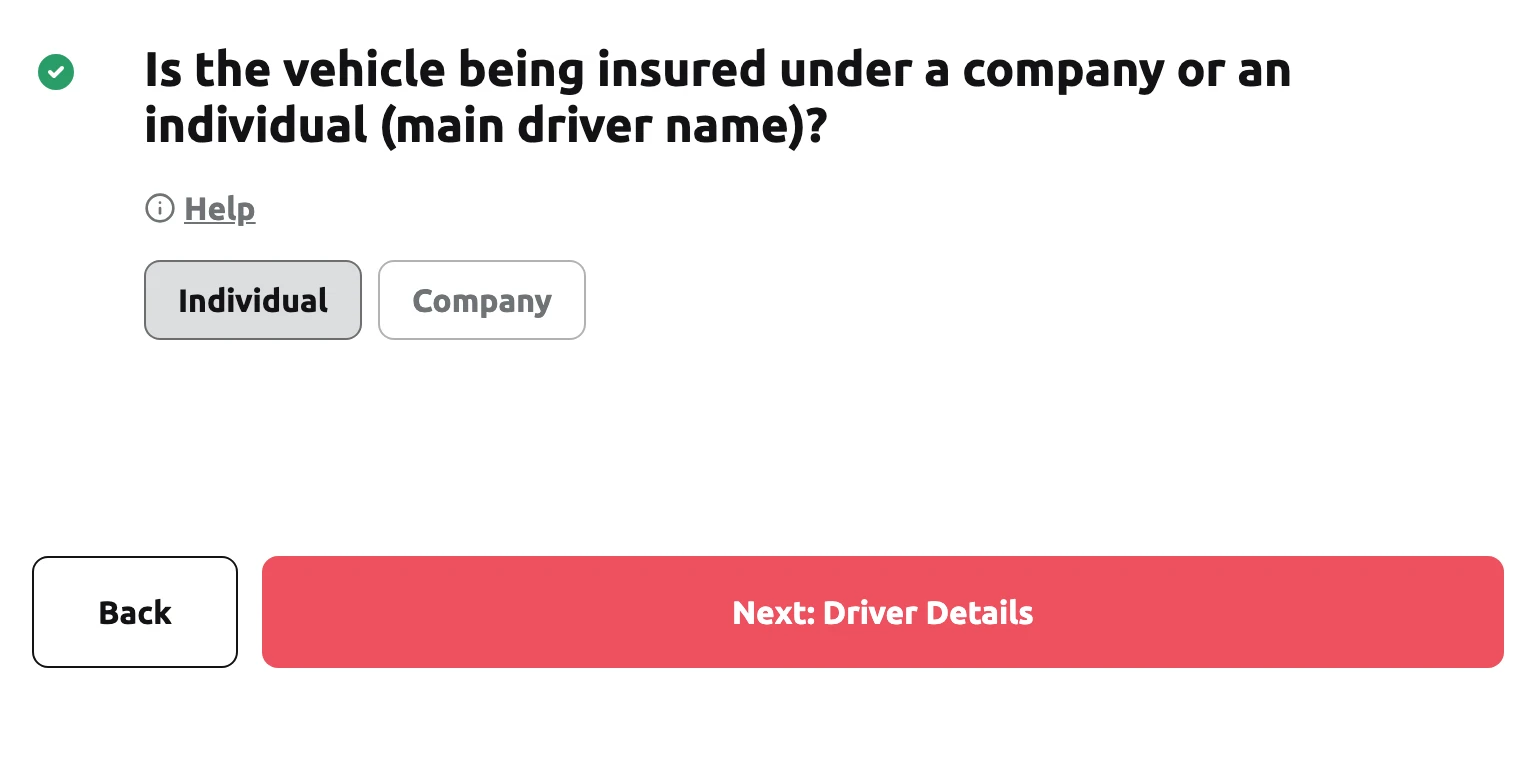 Is the vehicle being insured under a company or an
individual (main driver name)?
Help
Individual Company
Back Next: Driver Details